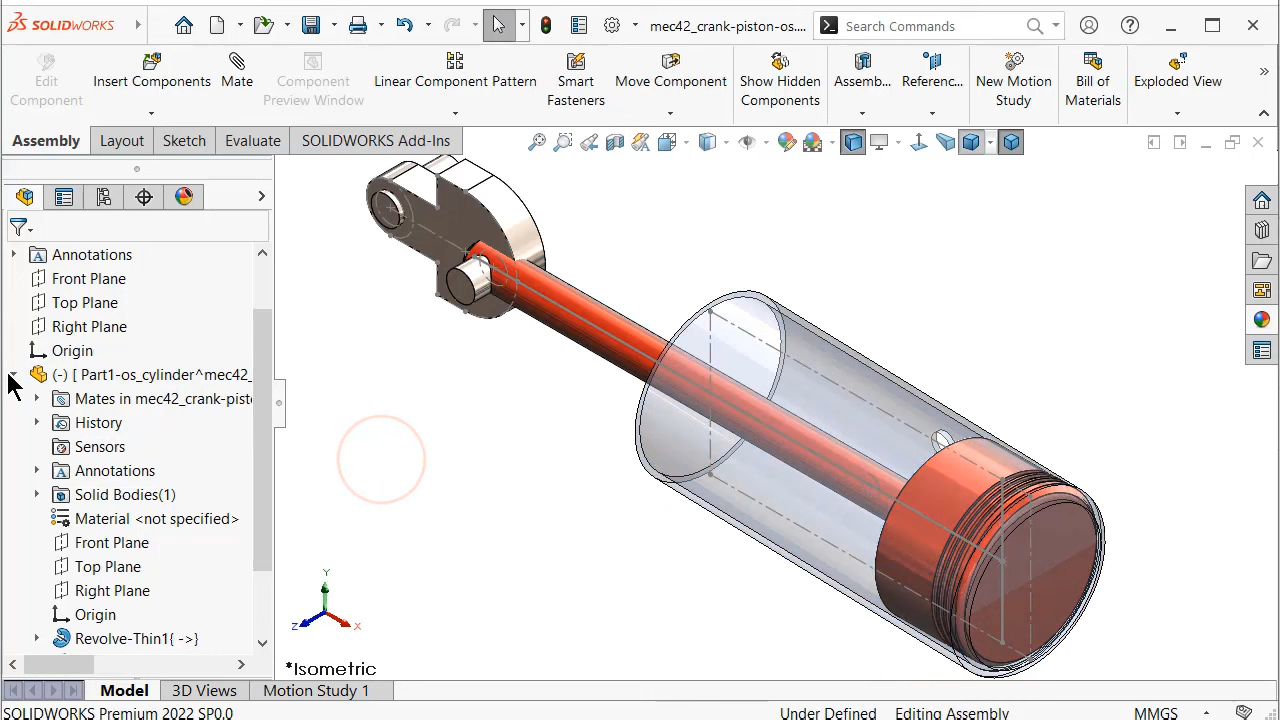 SOLIDWORKS
mec42_crank-piston-os....
Search Commands
Edit Component
Insert Components
Mate
Component Preview Window
Linear Component Pattern
Smart Fasteners
Move Component
Show Hidden Components
Assemb...
Referenc...
New Motion Study
Bill of Materials
Exploded View
Assembly
Layout
Sketch
Evaluate
SOLIDWORKS Add-Ins
Annotations
Front Plane
Top Plane
Right Plane
Origin
(-) [ Part1-os_cylinder^mec42_
Mates in mec42_crank-pist
History
Sensors
Annotations
Solid Bodies(1)
Material <not specified>
Front Plane
Top Plane
Right Plane
Origin
Revolve-Thin1{ ->}
Y
Z
X
*Isometric
Model
3D Views
Motion Study 1
SOLIDWORKS Premium 2022 SP0.0
Under Defined
Editing Assembly
MMGS